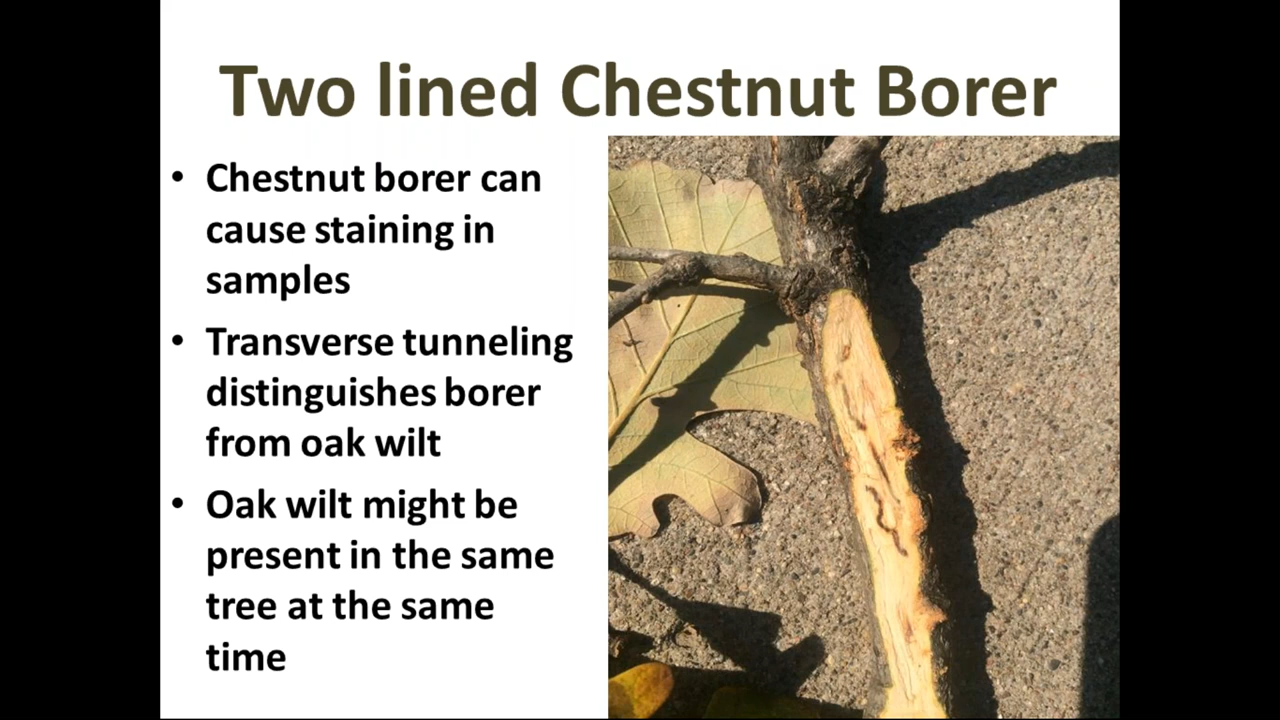 Two lined Chestnut Borer
• Chestnut borer can
cause staining in
samples
• Transverse tunneling
distinguishes borer
from oak wilt
• Oak wilt might be
present in the same
tree at the same
time